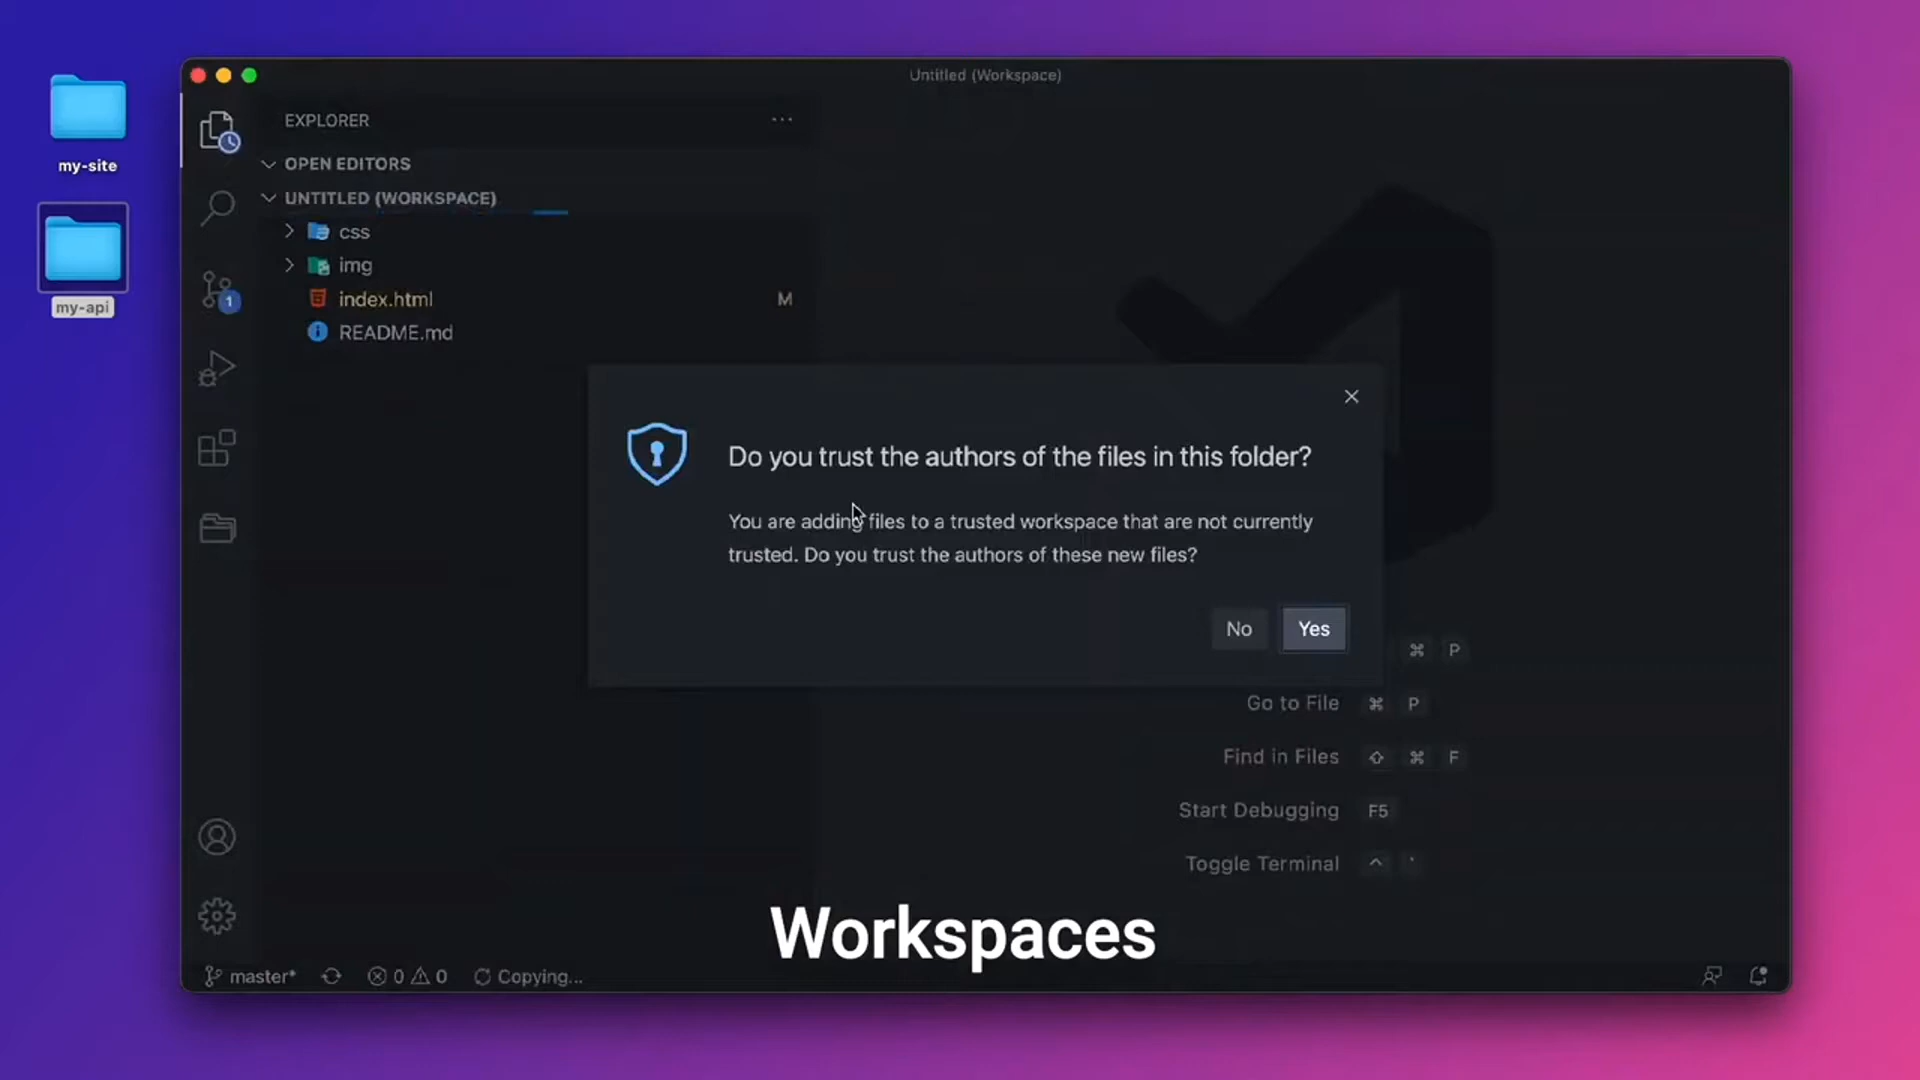 Untitled (Workspace)
my-site
my-api
EXPLORER
OPEN EDITORS
UNTITLED (WORKSPACE)
css
img
index.html M
README.md
1
Do you trust the authors of the files in this folder?
You are adding files to a trusted workspace that are not currently
trusted. Do you trust the authors of these new files?
No Yes
⌘ P
Go to File ⌘ P
Find in Files ⇧ ⌘ F
Start Debugging F5
Toggle Terminal ^ `
Workspaces
master* 0 0 Copying...